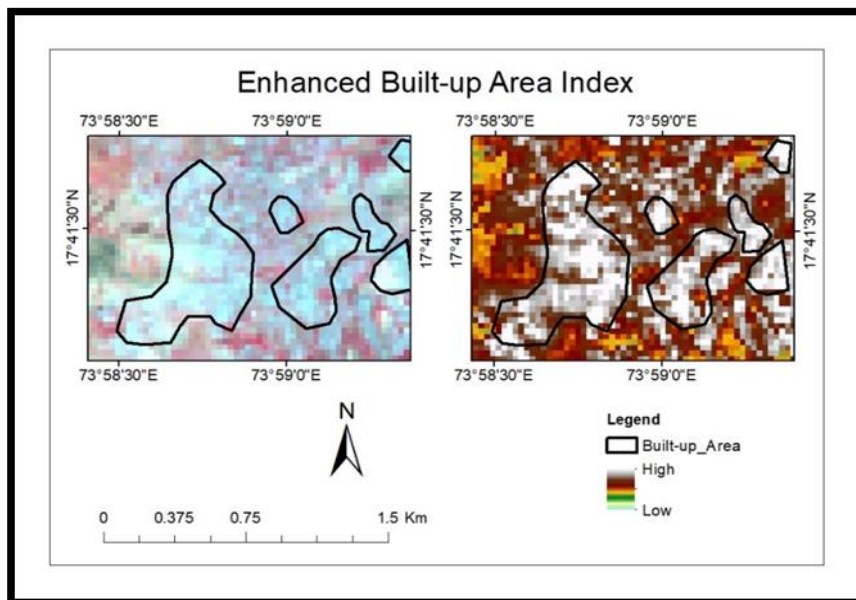 Enhanced Built-up Area Index
73°58'30"E 73°59'0"E 73°58'30"E 73°59'0"E
17°41'30"N 17°41'30"N 17°41'30"N 17°41'30"N
73°58'30"E 73°59'0"E 73°58'30"E 73°59'0"E
N
Legend
Built-up_Area
High
Low
0 0.375 0.75 1.5 Km